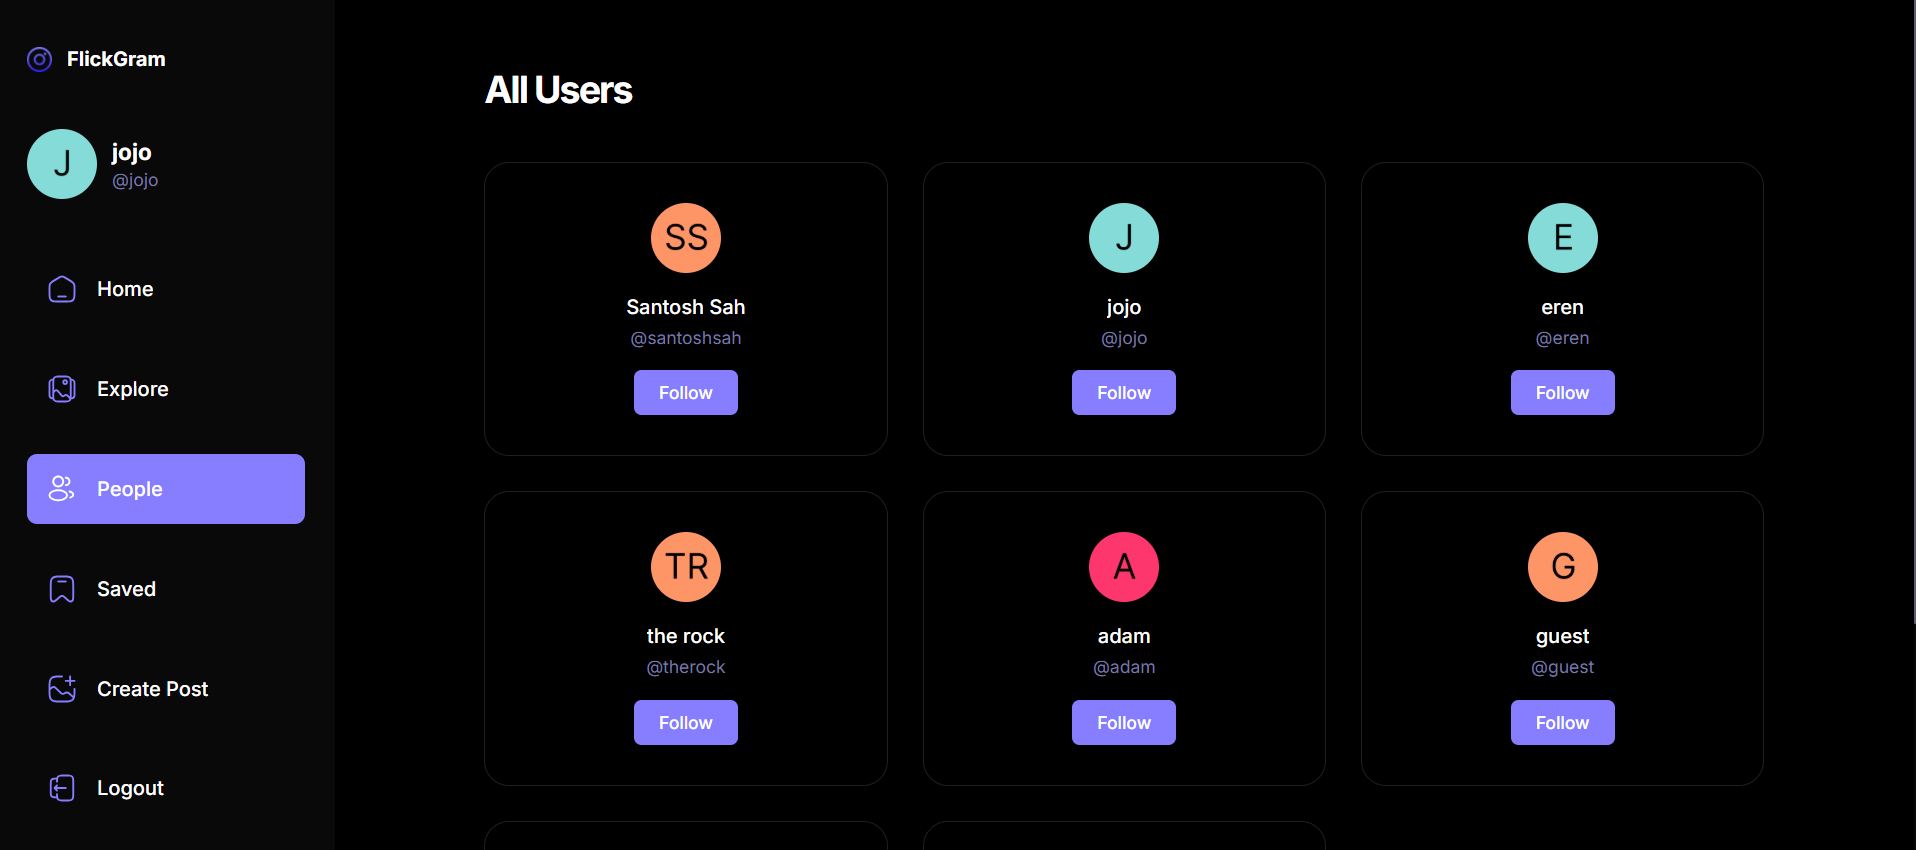 FlickGram
J
jojo
@jojo
Home
Explore
People
Saved
Create Post
Logout
All Users
SS
Santosh Sah
@santoshsah
Follow
J
jojo
@jojo
Follow
E
eren
@eren
Follow
TR
the rock
@therock
Follow
A
adam
@adam
Follow
G
guest
@guest
Follow